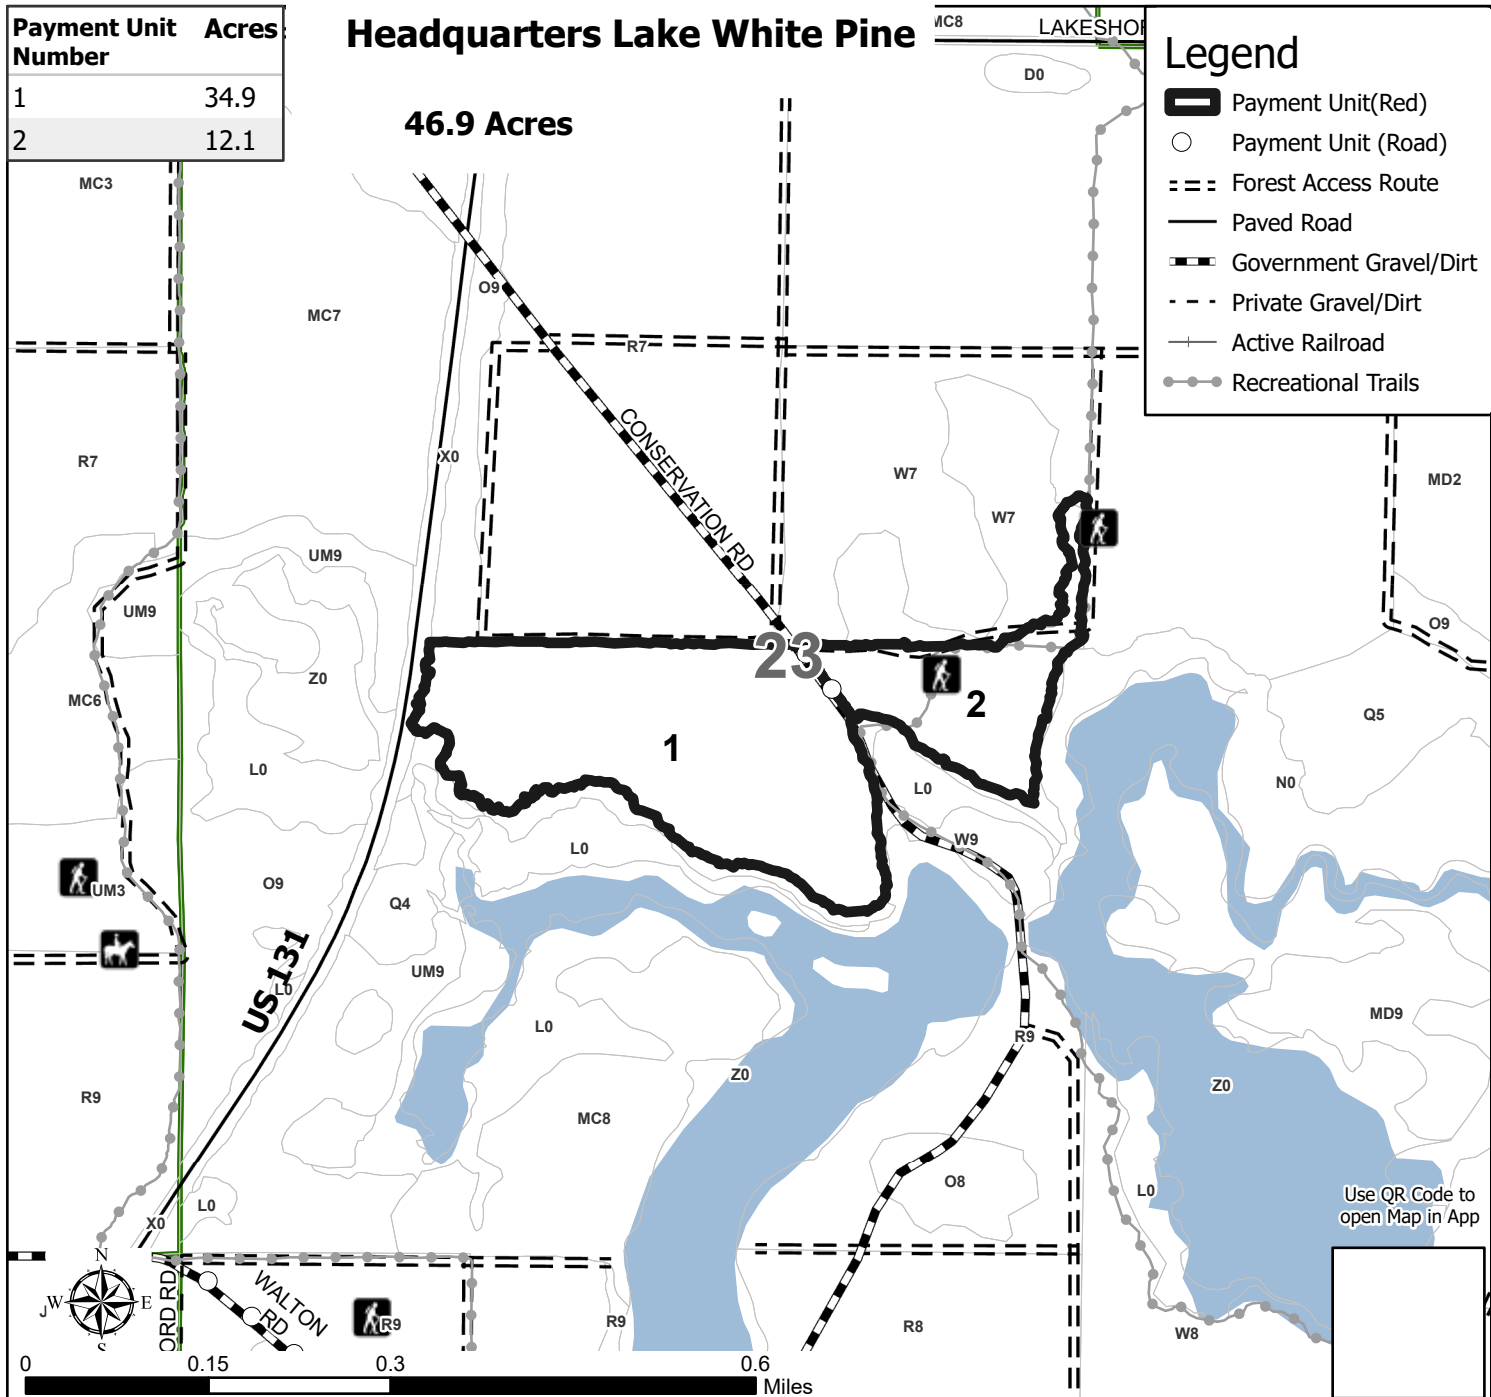 Payment Unit Number Acres
1 34.9
2 12.1
Headquarters Lake White Pine
46.9 Acres
Legend
Payment Unit(Red)
Payment Unit (Road)
Forest Access Route
Paved Road
Government Gravel/Dirt
Private Gravel/Dirt
Active Railroad
Recreational Trails
MC8
D0
MC3
O9
MC7
R7
R7
X0
CONSERVATION RD
W7
W7
MD2
UM9
UM9
O9
23
Z0
MC6
2
Q5
1
L0
L0
N0
W9
L0
UM3
O9
Q4
US 131
L0
UM9
L0
MD9
R9
Z0
Z0
R9
MC8
O8
L0
L0
X0
Use QR Code to
open Map in App
N
W E
S
WALTON RD
ORD RD
R9
R9
R8
W8
0 0.15 0.3 0.6
Miles